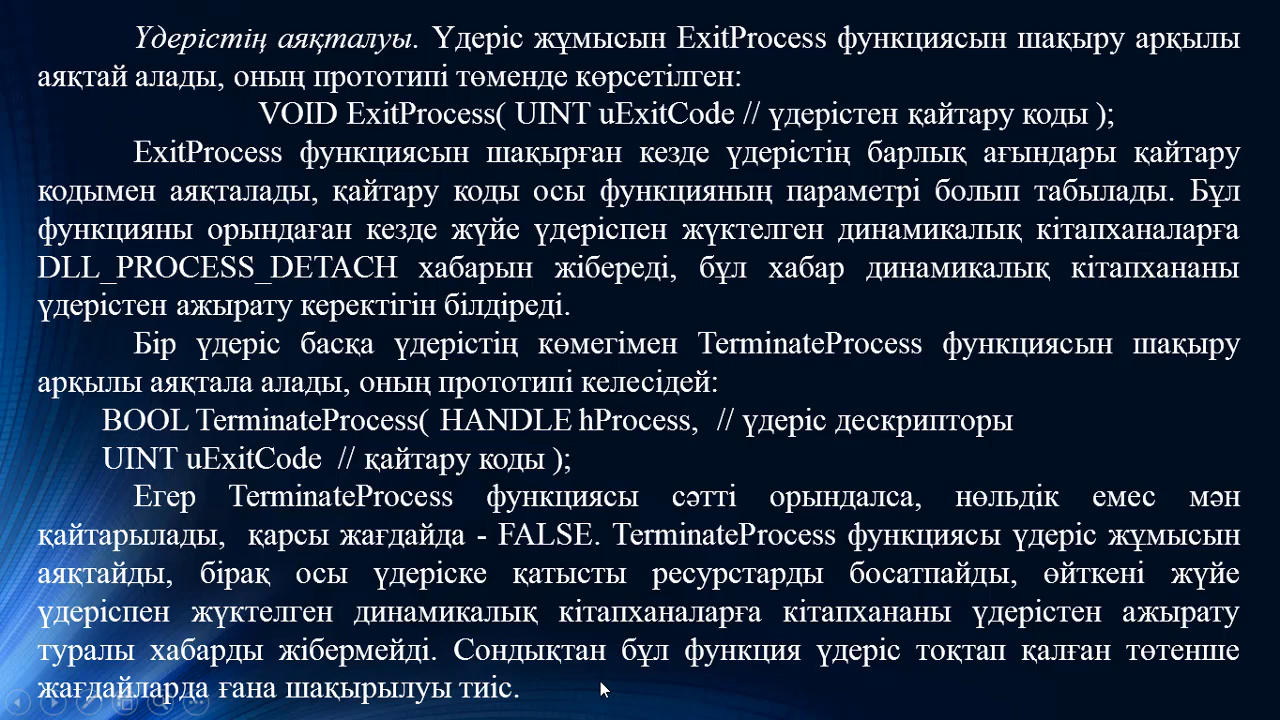 Үдерістің аяқталуы. Үдеріс жұмысын ExitProcess функциясын шақыру арқылы
аяқтай алады, оның прототипі төменде көрсетілген:
VOID ExitProcess( UINT uExitCode // үдерістен қайтару коды );
ExitProcess функциясын шақырған кезде үдерістің барлық ағындары қайтару
кодымен аяқталады, қайтару коды осы функцияның параметрі болып табылады. Бұл
функцияны орындаған кезде жүйе үдеріспен жүктелген динамикалық кітапханаларға
DLL_PROCESS_DETACH хабарын жібереді, бұл хабар динамикалық кітапхананы
үдерістен ажырату керектігін білдіреді.
Бір үдеріс басқа үдерістің көмегімен TerminateProcess функциясын шақыру
арқылы аяқтала алады, оның прототипі келесідей:
BOOL TerminateProcess( HANDLE hProcess, // үдеріс дескрипторы
UINT uExitCode // қайтару коды );
Егер TerminateProcess функциясы сәтті орындалса, нөльдік емес мән
қайтарылады, қарсы жағдайда - FALSE. TerminateProcess функциясы үдеріс жұмысын
аяқтайды, бірақ осы үдеріске қатысты ресурстарды босатпайды, өйткені жүйе
үдеріспен жүктелген динамикалық кітапханаларға кітапхананы үдерістен ажырату
туралы хабарды жібермейді. Сондықтан бұл функция үдеріс тоқтап қалған төтенше
жағдайларда ғана шақырылуы тиіс.